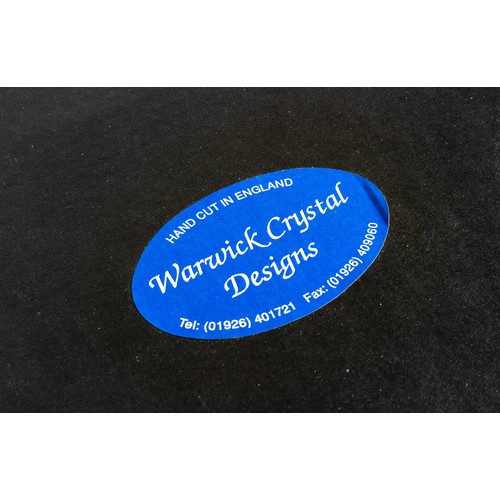 HAND CUT IN ENGLAND
Warwick Crystal
Designs
Tel: (01926) 401721 Fax: (01926) 409060